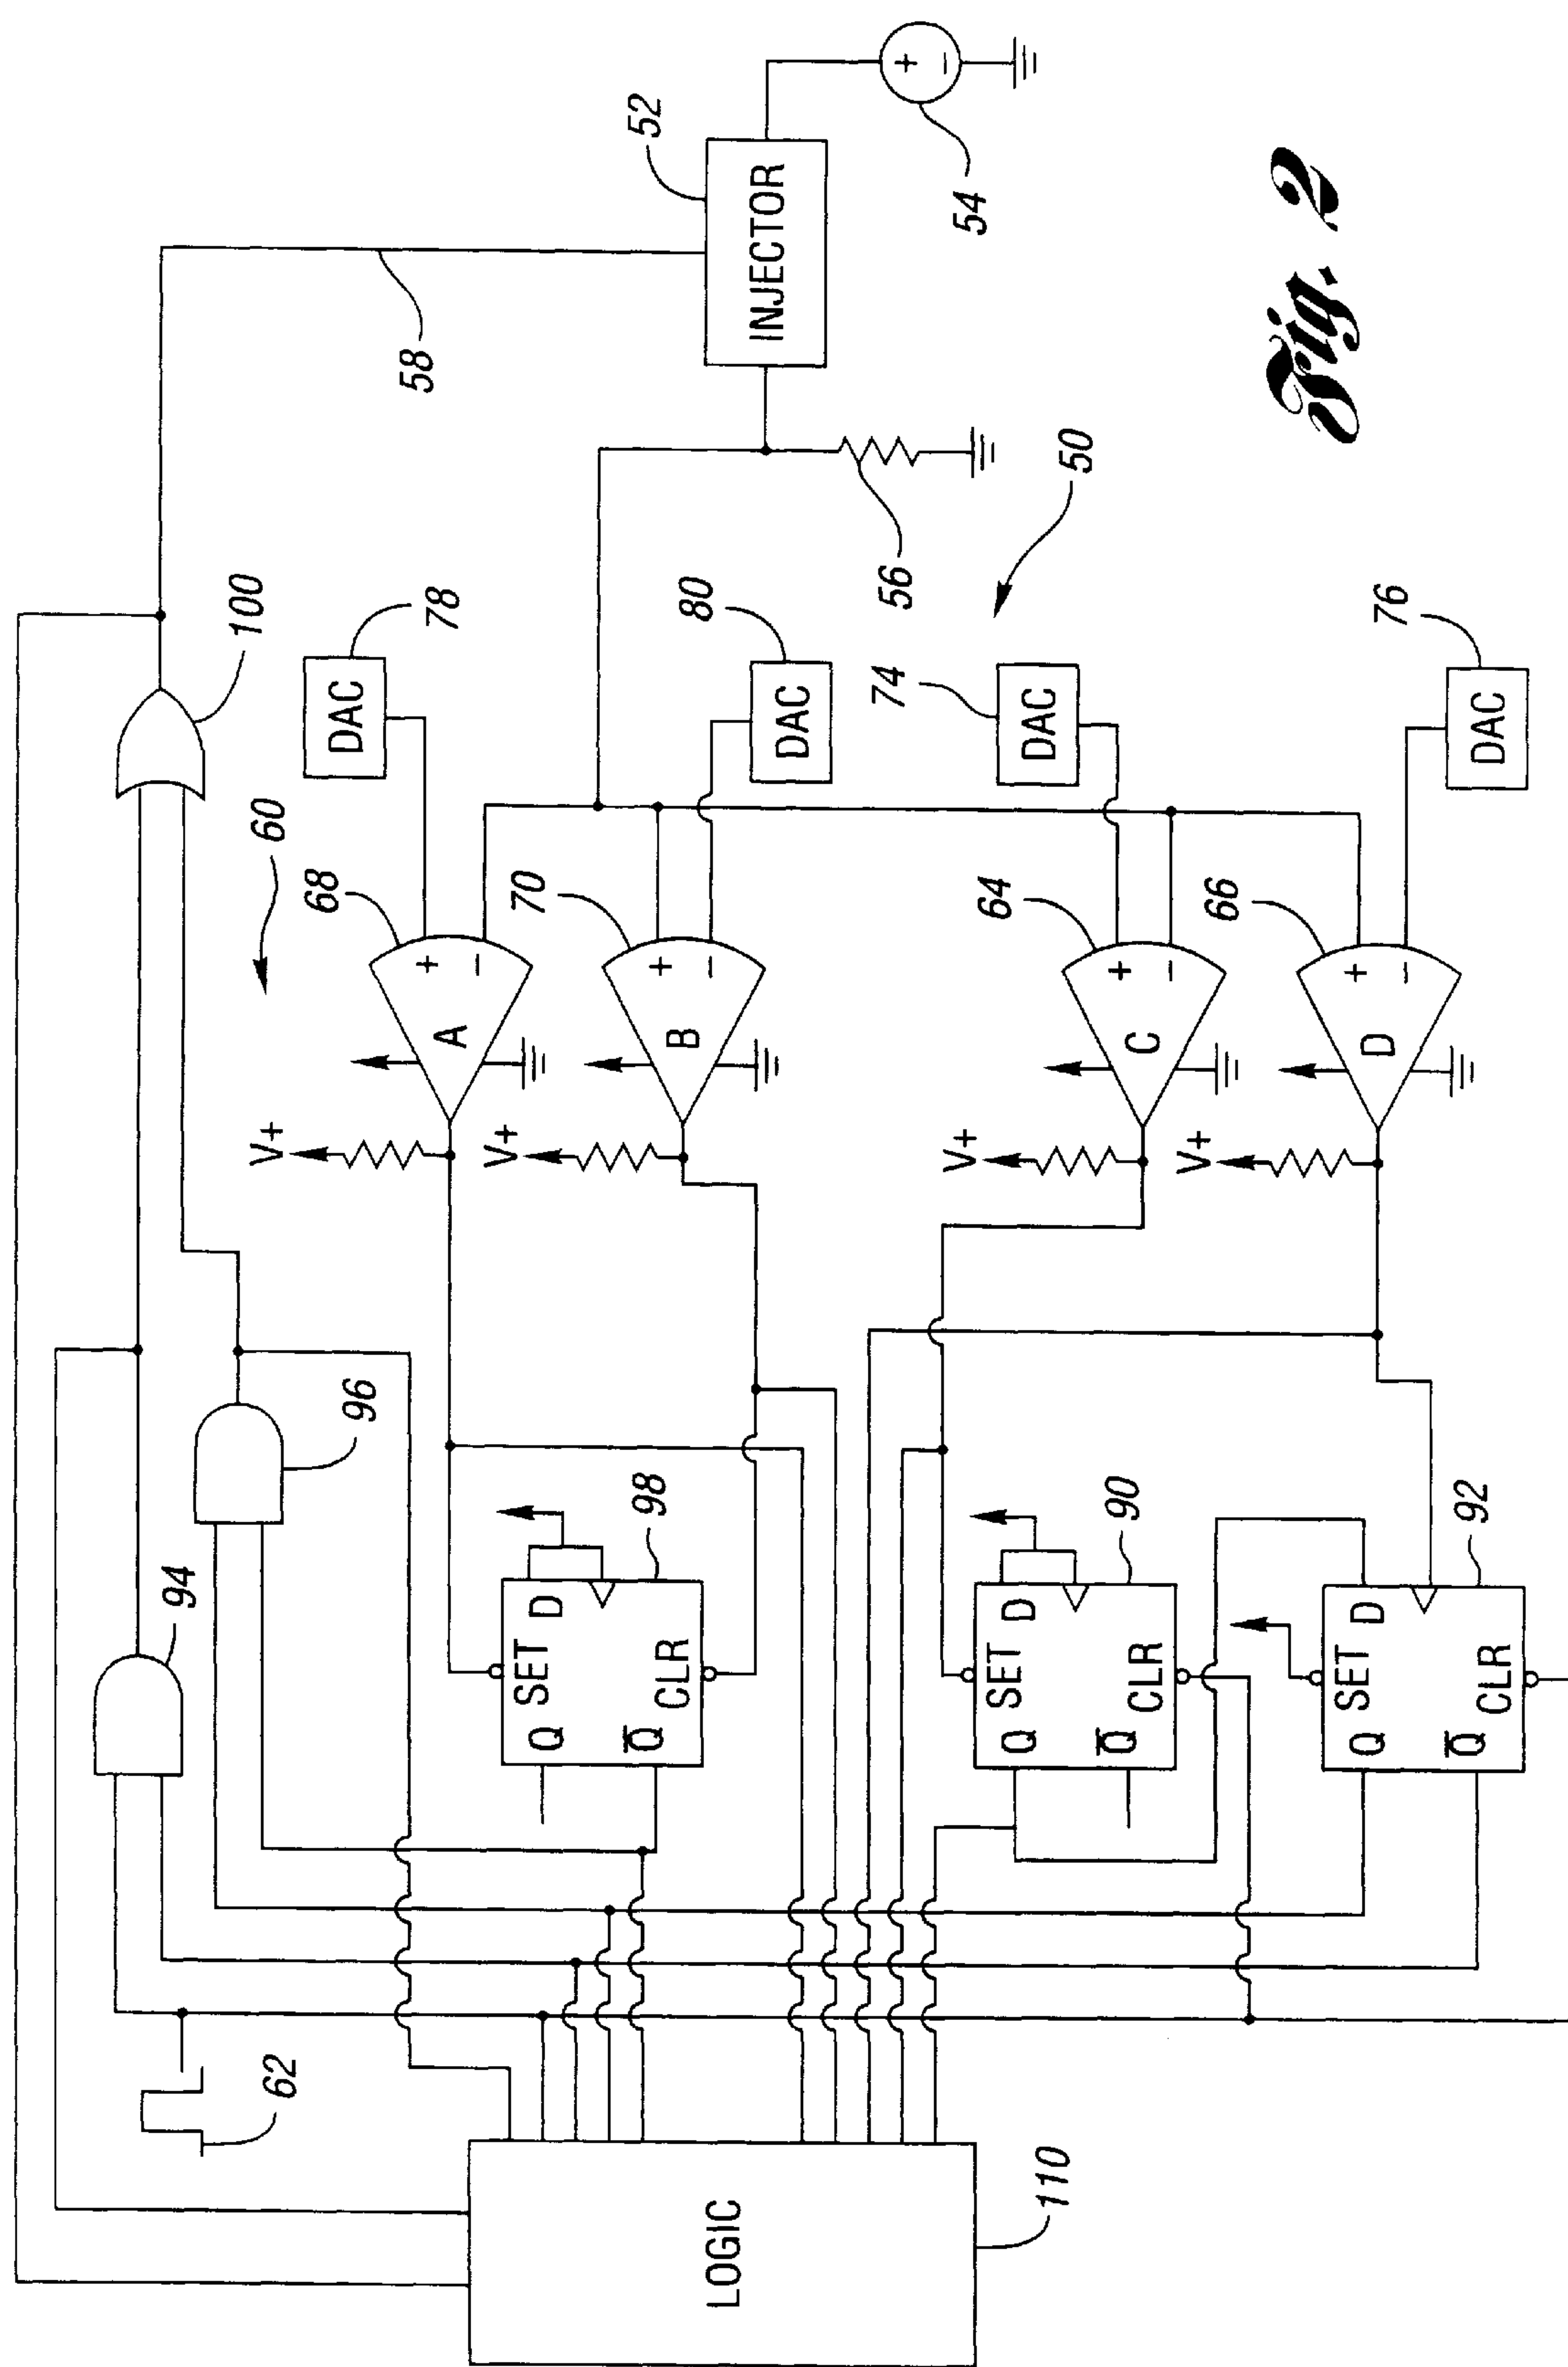 62
LOGIC
110
94
96
SET
D
Q
Q̅
CLR
98
SET
D
Q
Q̅
CLR
90
SET
D
Q
Q̅
CLR
92
V+
V+
V+
V+
60
68
A
+
−
70
B
+
−
64
C
+
−
66
D
+
−
100
DAC
78
DAC
80
DAC
74
DAC
76
50
56
58
INJECTOR
52
+
−
54
Fig. 2